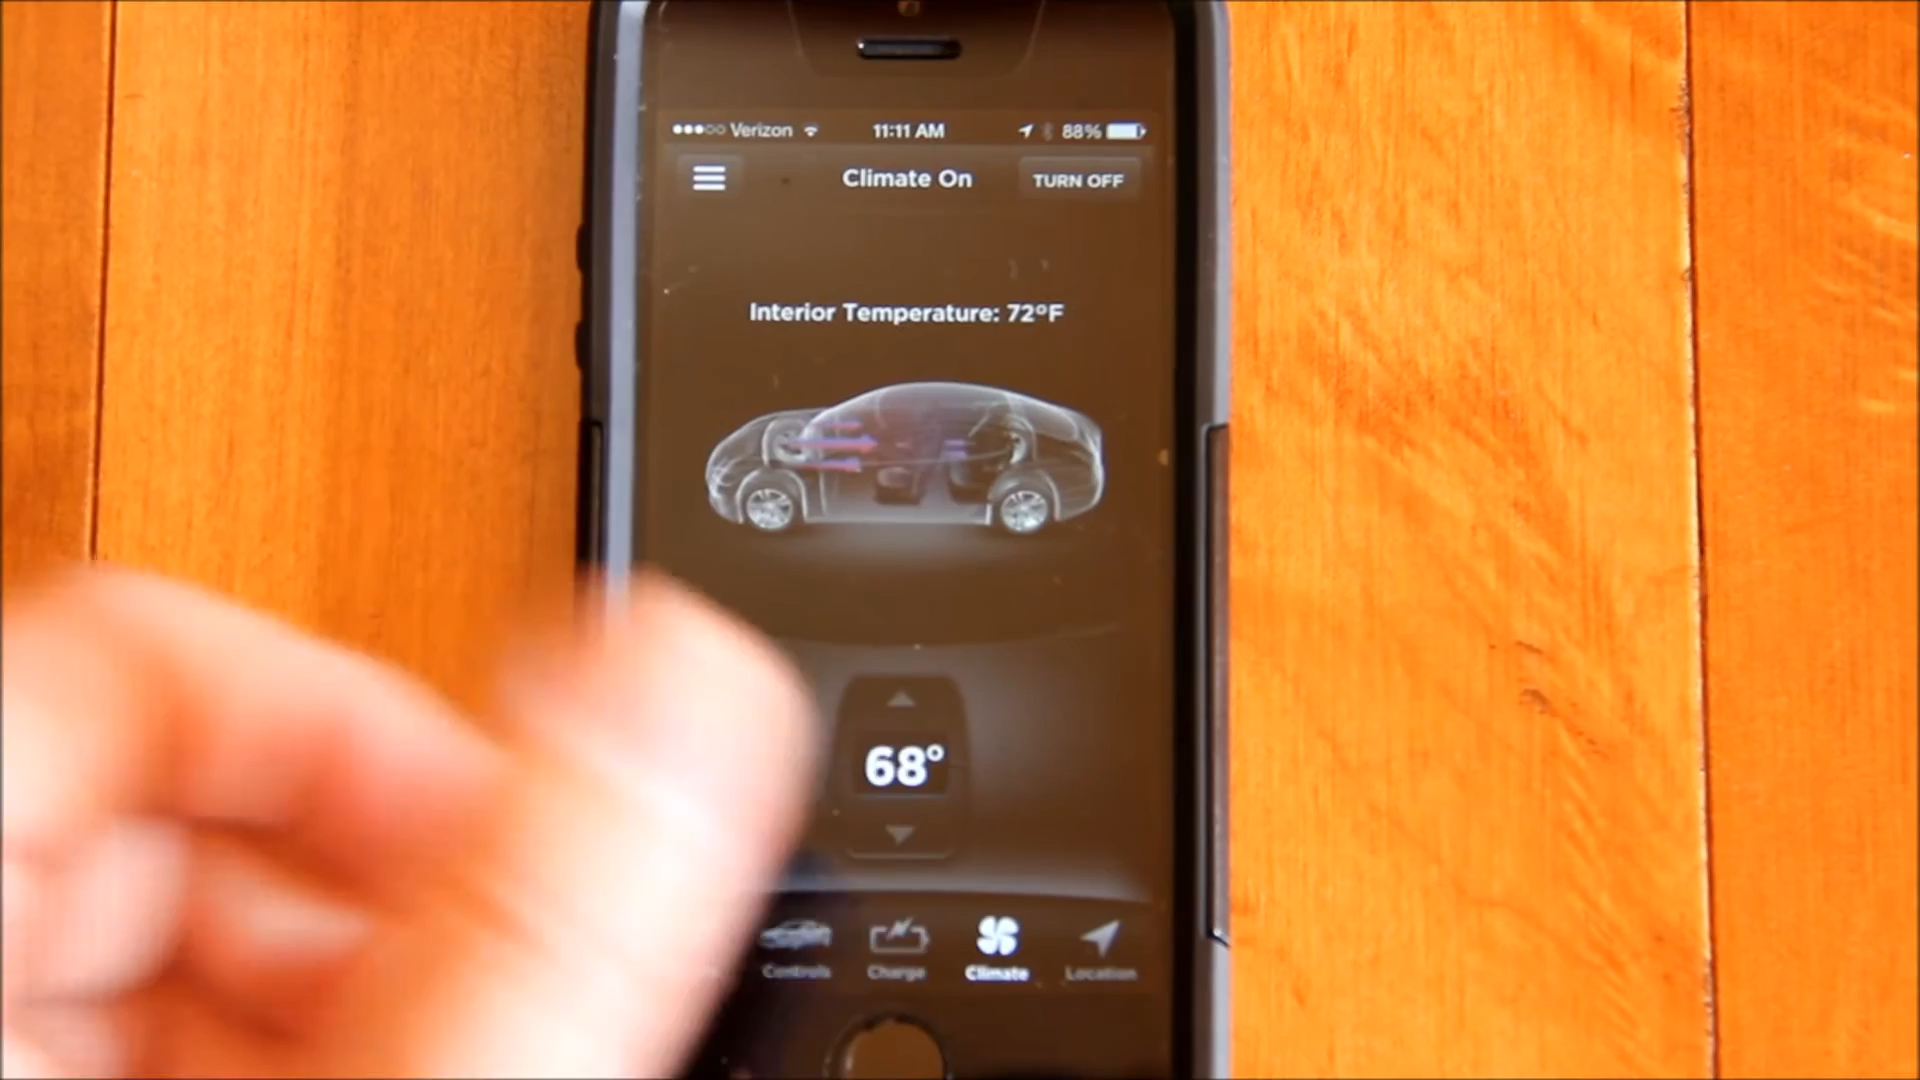 Verizon 11:11 AM 88%
Climate On TURN OFF
Interior Temperature: 72°F
68°
Controls Charge Climate Location